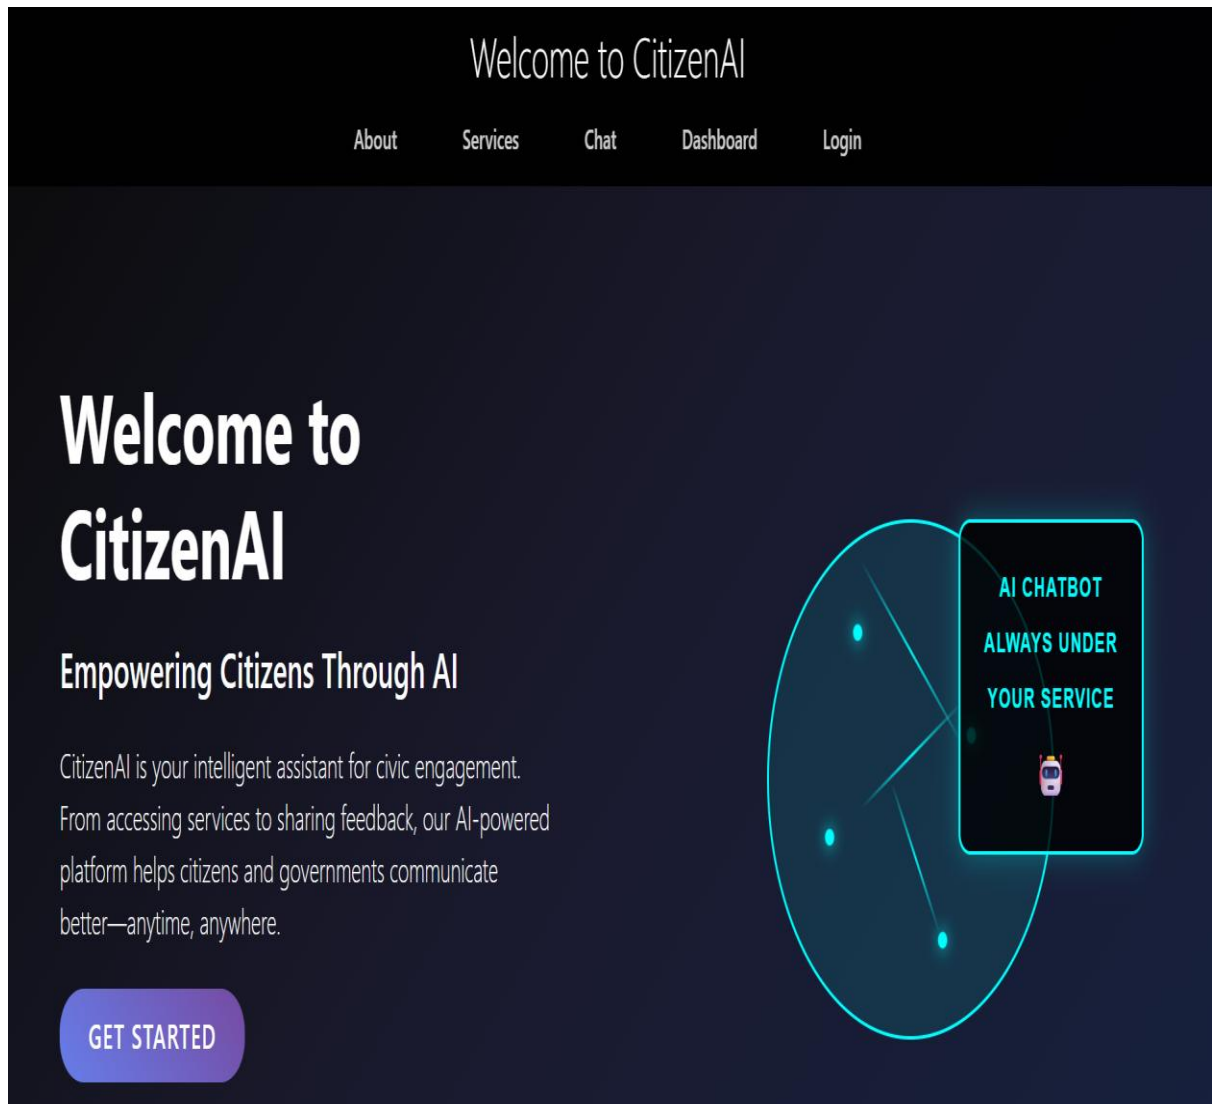 Welcome to CitizenAI
About Services Chat Dashboard Login
Welcome to
CitizenAI
Empowering Citizens Through AI
CitizenAI is your intelligent assistant for civic engagement.
From accessing services to sharing feedback, our AI-powered
platform helps citizens and governments communicate
better—anytime, anywhere.
GET STARTED
AI CHATBOT
ALWAYS UNDER
YOUR SERVICE